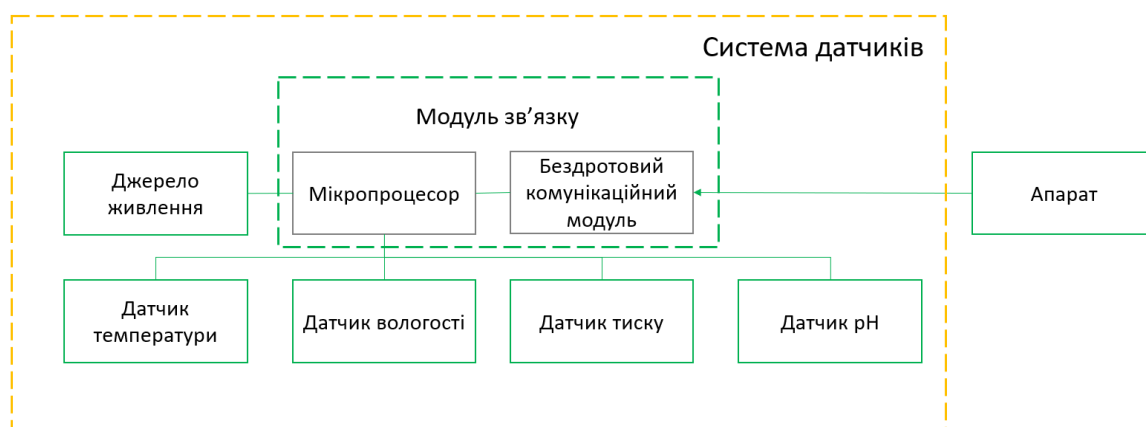 Система датчиків
Модуль зв’язку
Джерело
живлення
Мікропроцесор
Бездротовий
комунікаційний
модуль
Апарат
Датчик
температури
Датчик вологості
Датчик тиску
Датчик pH